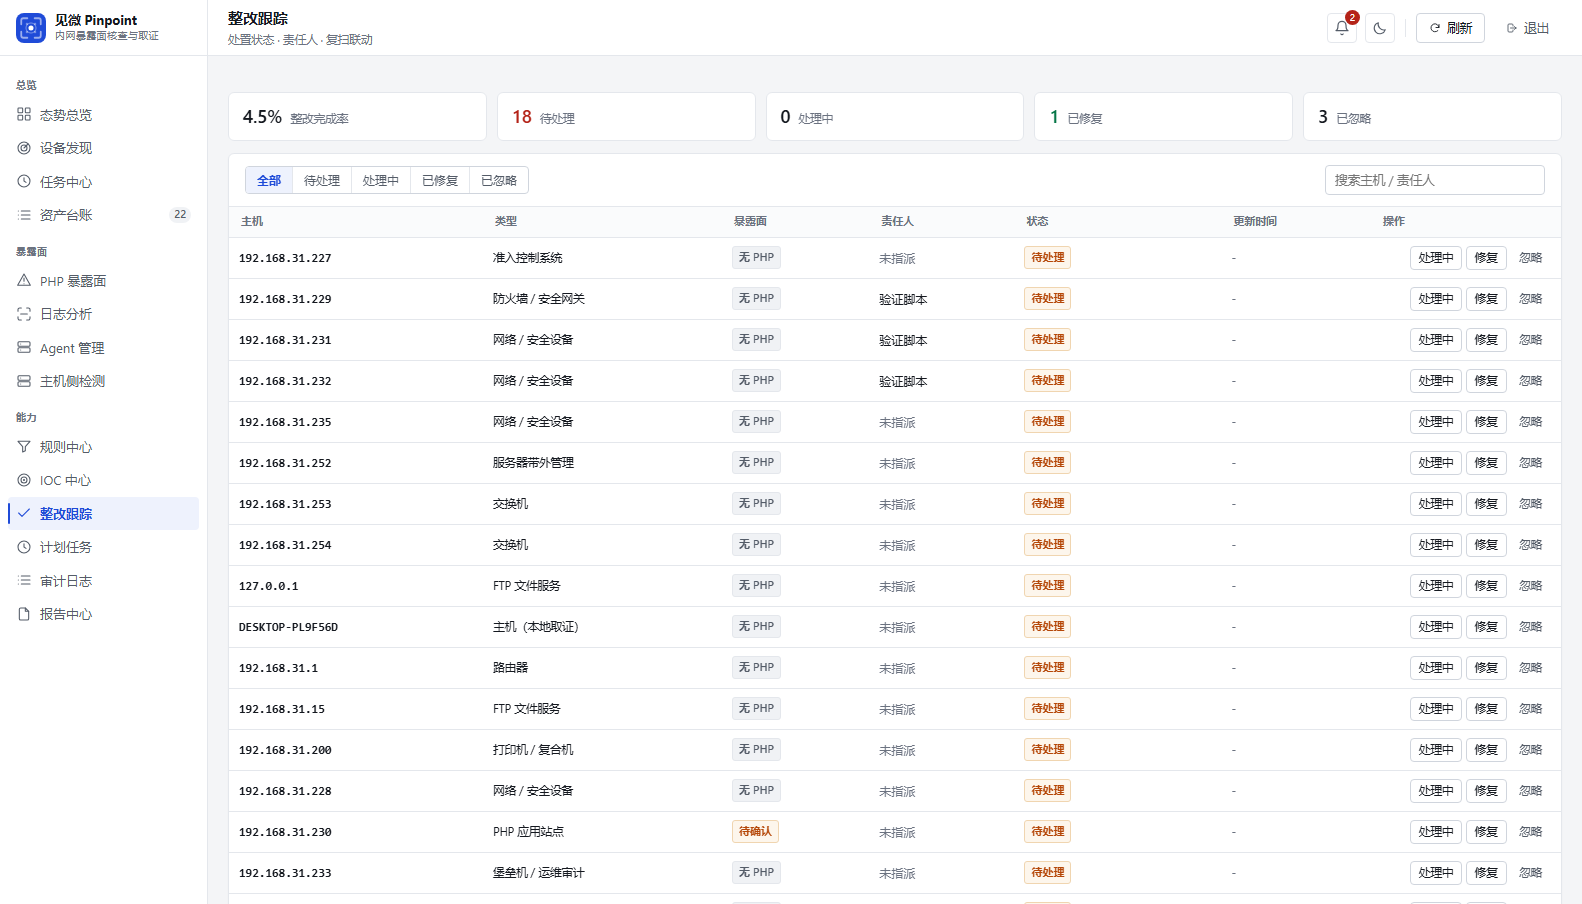 见微 Pinpoint
内网暴露面核查与取证
总览
态势总览
设备发现
任务中心
资产台账 22
暴露面
PHP 暴露面
日志分析
Agent 管理
主机侧检测
能力
规则中心
IOC 中心
整改跟踪
计划任务
审计日志
报告中心
整改跟踪
处置状态 · 责任人 · 复扫联动
2
刷新
退出
4.5% 整改完成率
18 待处理
0 处理中
1 已修复
3 已忽略
全部 待处理 处理中 已修复 已忽略
搜索主机 / 责任人
主机 类型 暴露面 责任人 状态 更新时间 操作
192.168.31.227 准入控制系统 无 PHP 未指派 待处理 - 处理中 修复 忽略
192.168.31.229 防火墙 / 安全网关 无 PHP 验证脚本 待处理 - 处理中 修复 忽略
192.168.31.231 网络 / 安全设备 无 PHP 验证脚本 待处理 - 处理中 修复 忽略
192.168.31.232 网络 / 安全设备 无 PHP 验证脚本 待处理 - 处理中 修复 忽略
192.168.31.235 网络 / 安全设备 无 PHP 未指派 待处理 - 处理中 修复 忽略
192.168.31.252 服务器带外管理 无 PHP 未指派 待处理 - 处理中 修复 忽略
192.168.31.253 交换机 无 PHP 未指派 待处理 - 处理中 修复 忽略
192.168.31.254 交换机 无 PHP 未指派 待处理 - 处理中 修复 忽略
127.0.0.1 FTP 文件服务 无 PHP 未指派 待处理 - 处理中 修复 忽略
DESKTOP-PL9F56D 主机（本地取证） 无 PHP 未指派 待处理 - 处理中 修复 忽略
192.168.31.1 路由器 无 PHP 未指派 待处理 - 处理中 修复 忽略
192.168.31.15 FTP 文件服务 无 PHP 未指派 待处理 - 处理中 修复 忽略
192.168.31.200 打印机 / 复合机 无 PHP 未指派 待处理 - 处理中 修复 忽略
192.168.31.228 网络 / 安全设备 无 PHP 未指派 待处理 - 处理中 修复 忽略
192.168.31.230 PHP 应用站点 待确认 未指派 待处理 - 处理中 修复 忽略
192.168.31.233 堡垒机 / 运维审计 无 PHP 未指派 待处理 - 处理中 修复 忽略